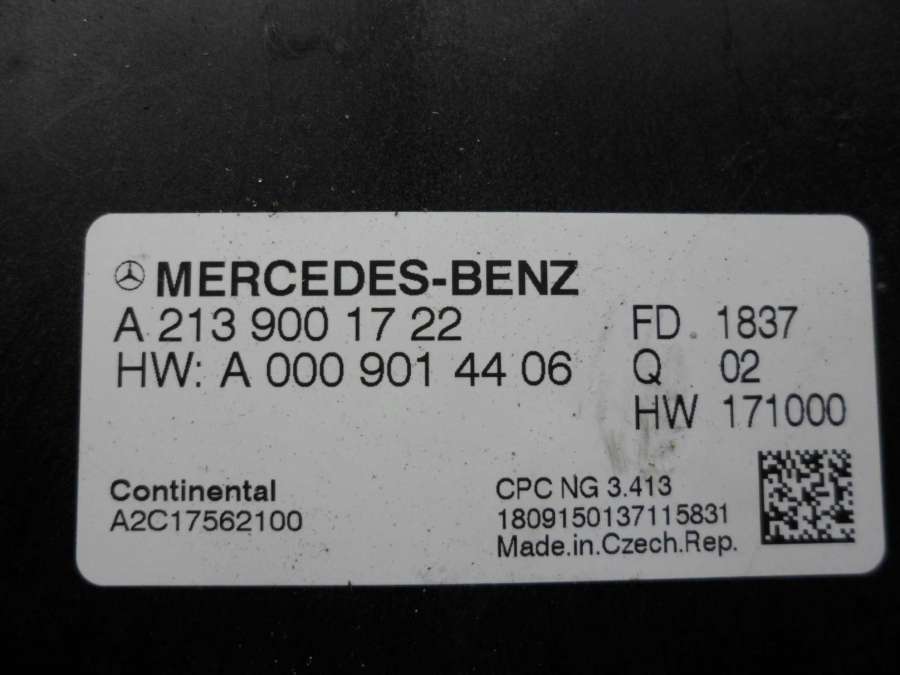 MERCEDES-BENZ
A 213 900 17 22
HW: A 000 901 44 06
FD. 1837
Q 02
HW 171000
Continental
A2C17562100
CPC NG 3.413
1809150137115831
Made.in.Czech.Rep.